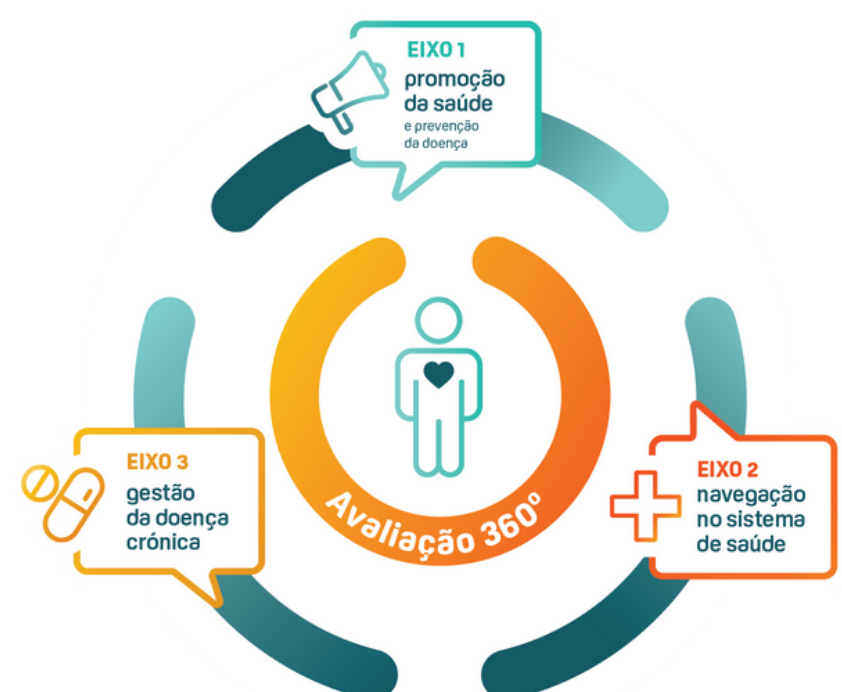 EIXO 1
promoção
da saúde
e prevenção
da doença
Avaliação 360º
EIXO 3
gestão
da doença
crónica
EIXO 2
navegação
no sistema
de saúde